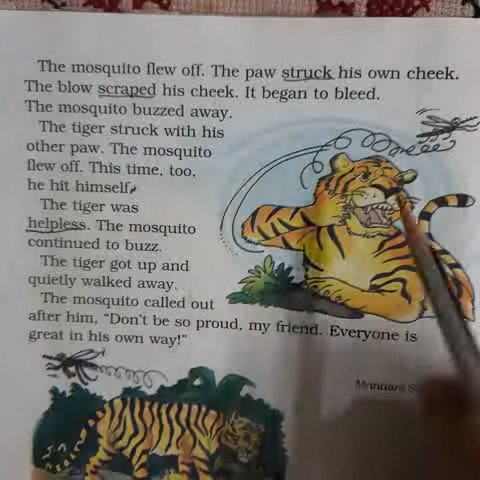 The mosquito flew off. The paw struck his own cheek.
The blow scraped his cheek. It began to bleed.
The mosquito buzzed away.
The tiger struck with his
other paw. The mosquito
flew off. This time, too,
he hit himself.
The tiger was
helpless. The mosquito
continued to buzz.
The tiger got up and
quietly walked away.
The mosquito called out
after him, "Don't be so proud, my friend. Everyone is
great in his own way!"